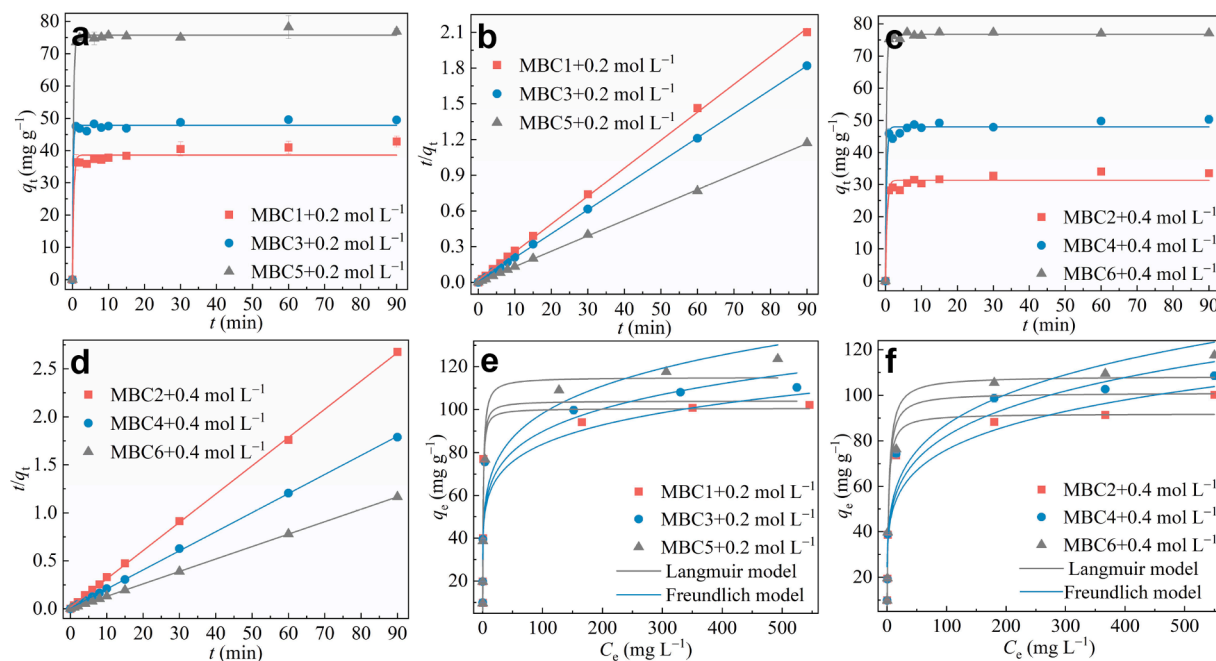 a
90
80
70
60
50
40
30
20
10
0
qt (mg g⁻¹)
MBC1+0.2 mol L⁻¹
MBC3+0.2 mol L⁻¹
MBC5+0.2 mol L⁻¹
0 10 20 30 40 50 60 70 80 90
t (min)
b
2.1
1.8
1.5
1.2
0.9
0.6
0.3
0.0
t/qt
MBC1+0.2 mol L⁻¹
MBC3+0.2 mol L⁻¹
MBC5+0.2 mol L⁻¹
0 10 20 30 40 50 60 70 80 90
t (min)
c
90
80
70
60
50
40
30
20
10
0
qt (mg g⁻¹)
MBC2+0.4 mol L⁻¹
MBC4+0.4 mol L⁻¹
MBC6+0.4 mol L⁻¹
0 10 20 30 40 50 60 70 80 90
t (min)
d
2.5
2.0
1.5
1.0
0.5
0.0
t/qt
MBC2+0.4 mol L⁻¹
MBC4+0.4 mol L⁻¹
MBC6+0.4 mol L⁻¹
0 10 20 30 40 50 60 70 80 90
t (min)
e
120
100
80
60
40
20
qe (mg g⁻¹)
MBC1+0.2 mol L⁻¹
MBC3+0.2 mol L⁻¹
MBC5+0.2 mol L⁻¹
Langmuir model
Freundlich model
0 100 200 300 400 500
Ce (mg L⁻¹)
f
120
100
80
60
40
20
qe (mg g⁻¹)
MBC2+0.4 mol L⁻¹
MBC4+0.4 mol L⁻¹
MBC6+0.4 mol L⁻¹
Langmuir model
Freundlich model
0 100 200 300 400 500
Ce (mg L⁻¹)